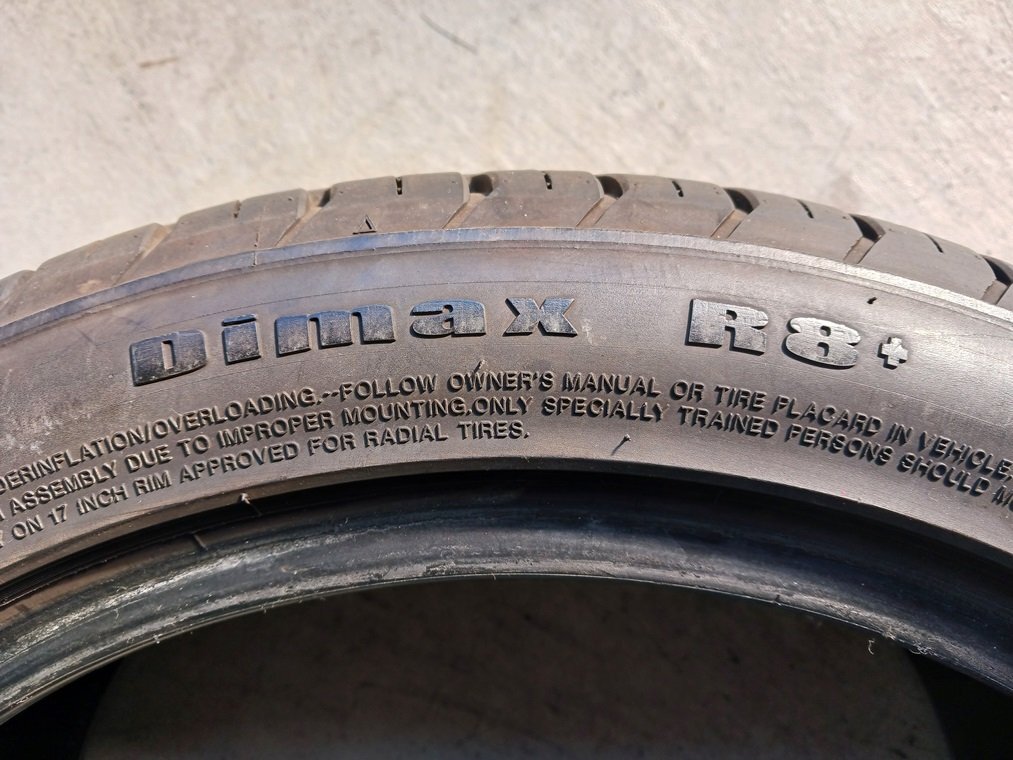 Dimax R8+
DERINFLATION/OVERLOADING.--FOLLOW OWNER'S MANUAL OR TIRE PLACARD IN VEHICLE,
ASSEMBLY DUE TO IMPROPER MOUNTING.ONLY SPECIALLY TRAINED PERSONS SHOULD
ON 17 INCH RIM APPROVED FOR RADIAL TIRES.